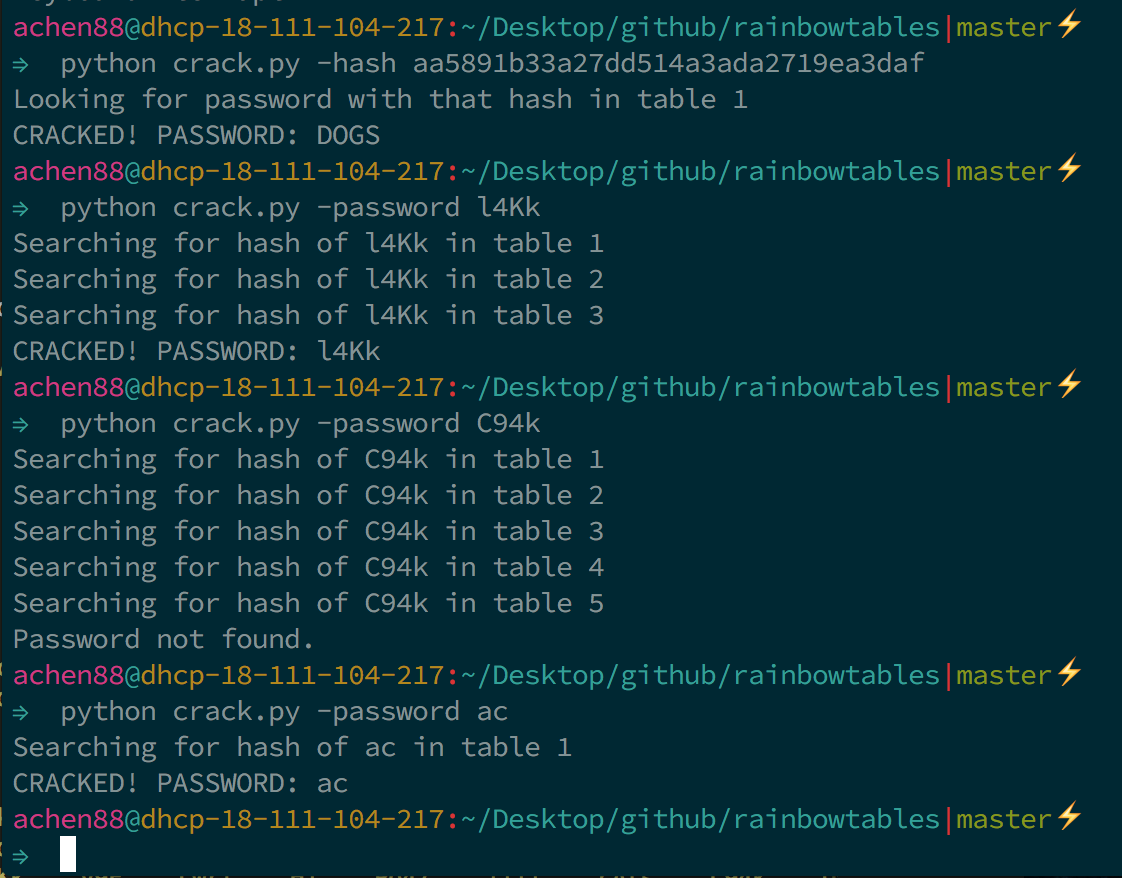 achen88@dhcp-18-111-104-217:~/Desktop/github/rainbowtables|master⚡
⇒ python crack.py -hash aa5891b33a27dd514a3ada2719ea3daf
Looking for password with that hash in table 1
CRACKED! PASSWORD: DOGS
achen88@dhcp-18-111-104-217:~/Desktop/github/rainbowtables|master⚡
⇒ python crack.py -password l4Kk
Searching for hash of l4Kk in table 1
Searching for hash of l4Kk in table 2
Searching for hash of l4Kk in table 3
CRACKED! PASSWORD: l4Kk
achen88@dhcp-18-111-104-217:~/Desktop/github/rainbowtables|master⚡
⇒ python crack.py -password C94k
Searching for hash of C94k in table 1
Searching for hash of C94k in table 2
Searching for hash of C94k in table 3
Searching for hash of C94k in table 4
Searching for hash of C94k in table 5
Password not found.
achen88@dhcp-18-111-104-217:~/Desktop/github/rainbowtables|master⚡
⇒ python crack.py -password ac
Searching for hash of ac in table 1
CRACKED! PASSWORD: ac
achen88@dhcp-18-111-104-217:~/Desktop/github/rainbowtables|master⚡
⇒